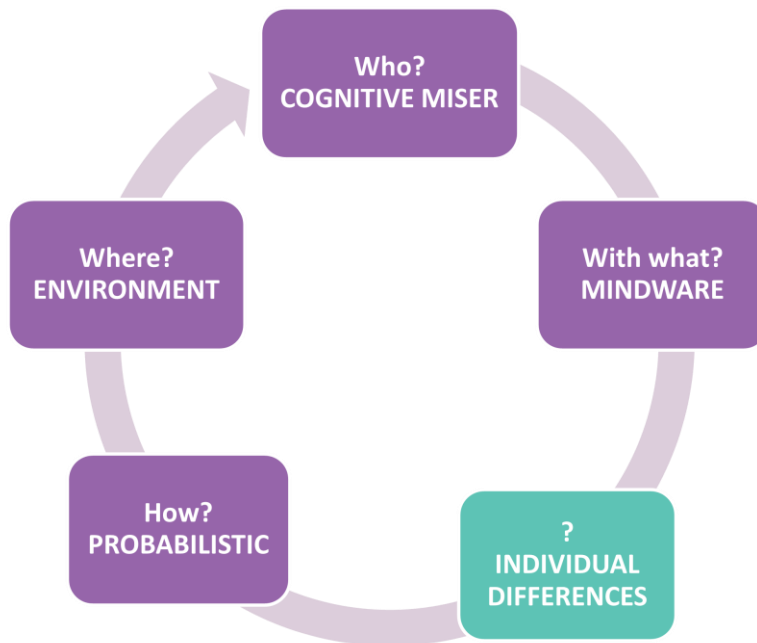 Who?
COGNITIVE MISER
With what?
MINDWARE
?
INDIVIDUAL
DIFFERENCES
How?
PROBABILISTIC
Where?
ENVIRONMENT